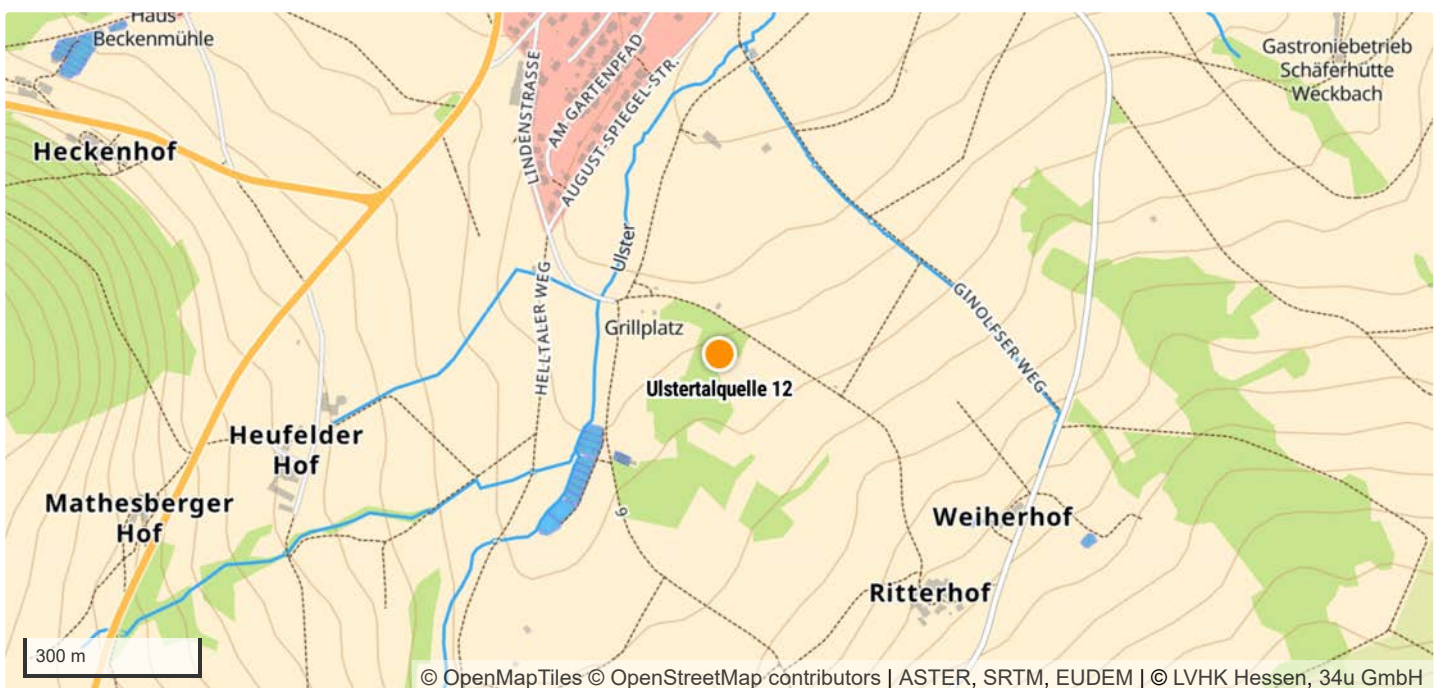 Haus
Beckenmühle
Gastroniebetrieb
Schäferhütte
Weckbach
LINDENSTRASSE
AM GARTENPFAD
AUGUST-SPIEGEL-STR.
Heckenhof
Ulster
HELLTALER WEG
GINOLFSER WEG
Grillplatz
Ulstertalquelle 12
Heufelder
Hof
Mathesberger
Hof
9
Weiherhof
Ritterhof
300 m
© OpenMapTiles © OpenStreetMap contributors | ASTER, SRTM, EUDEM | © LVHK Hessen, 34u GmbH